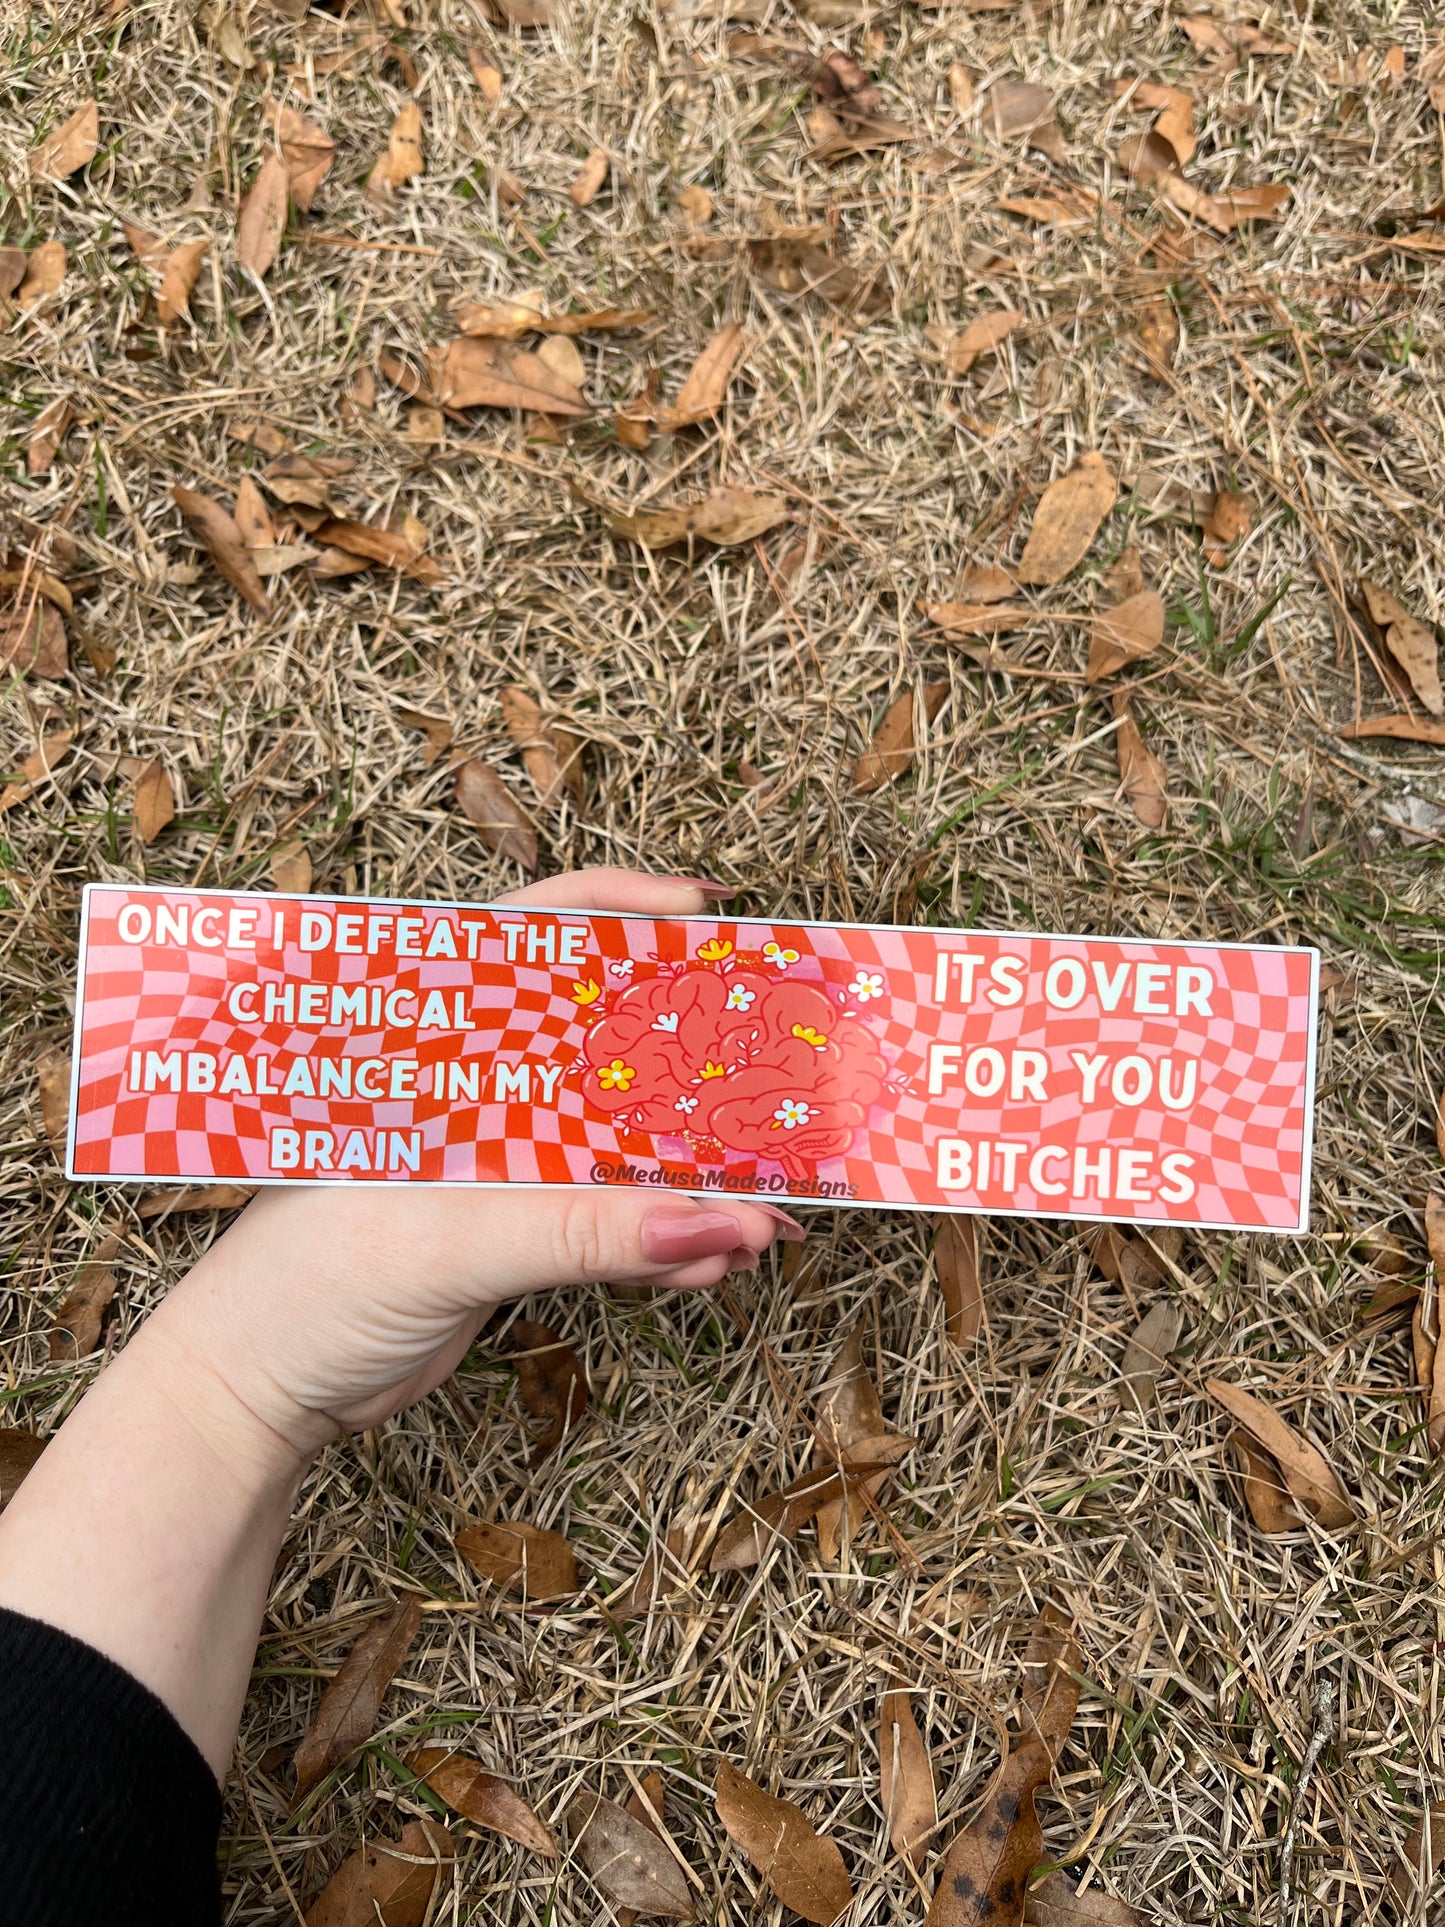 ONCE I DEFEAT THE
CHEMICAL
IMBALANCE IN MY
BRAIN
ITS OVER
FOR YOU
BITCHES
@MedusaMadeDesigns